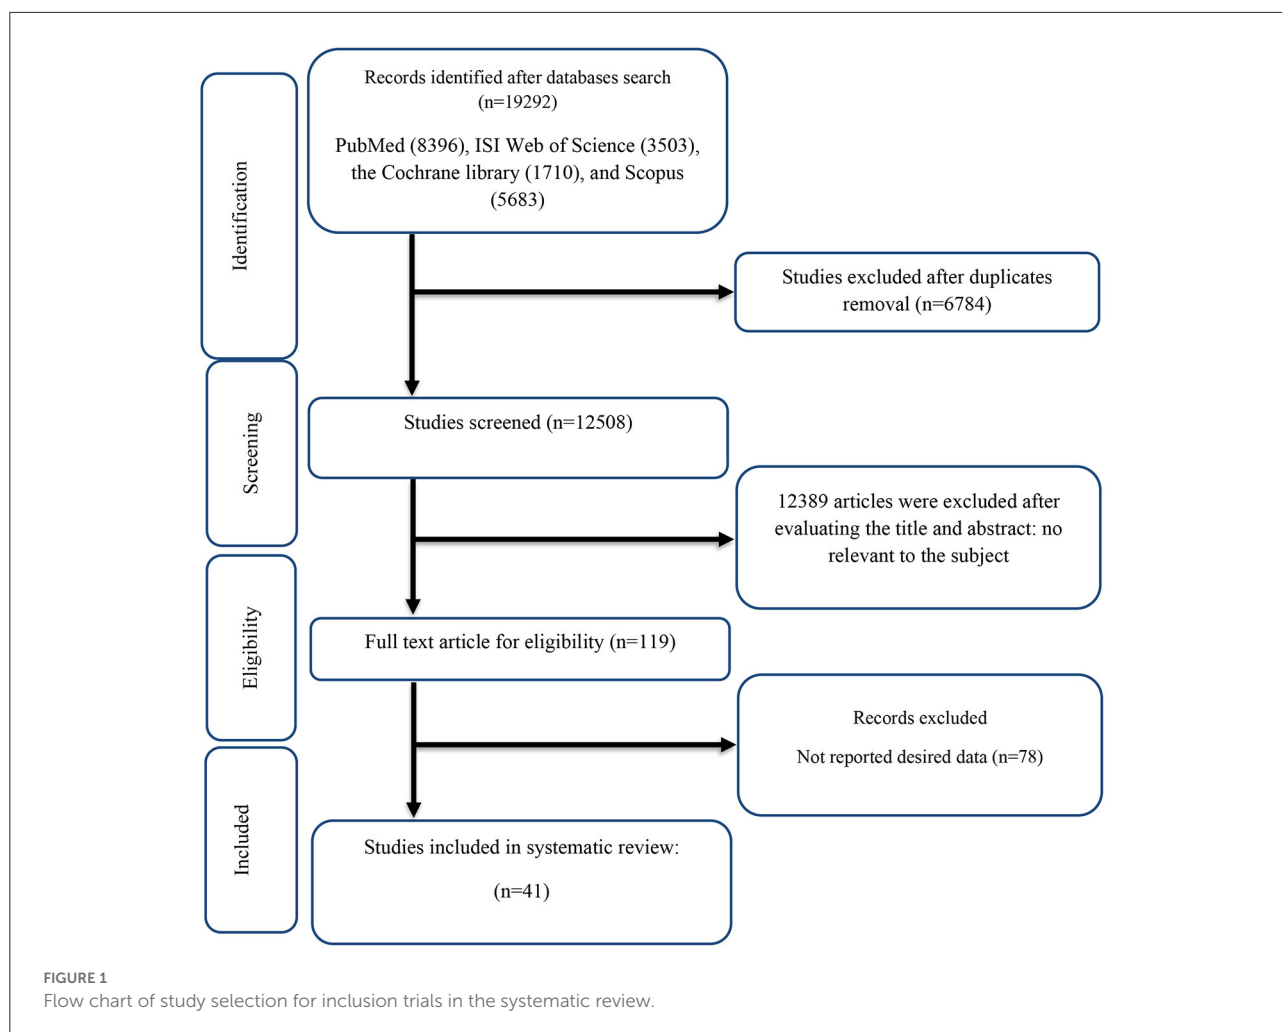 Identification
Records identified after databases search
(n=19292)
PubMed (8396), ISI Web of Science (3503),
the Cochrane library (1710), and Scopus
(5683)
Studies excluded after duplicates
removal (n=6784)
Screening
Studies screened (n=12508)
12389 articles were excluded after
evaluating the title and abstract: no
relevant to the subject
Eligibility
Full text article for eligibility (n=119)
Records excluded
Not reported desired data (n=78)
Included
Studies included in systematic review:
(n=41)
FIGURE 1
Flow chart of study selection for inclusion trials in the systematic review.